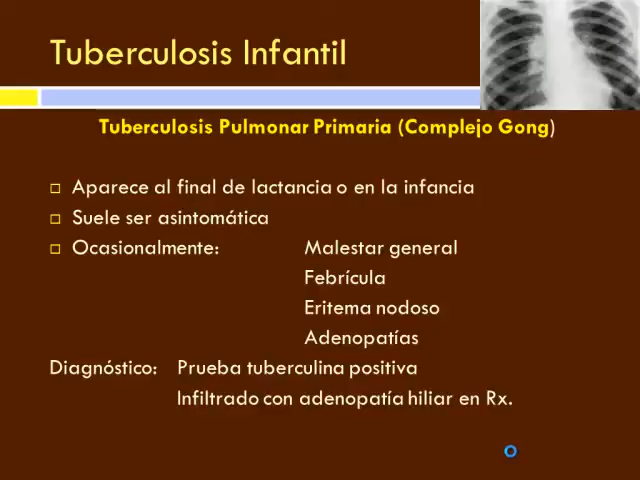 Tuberculosis Infantil
Tuberculosis Pulmonar Primaria (Complejo Gong)
Aparece al final de lactancia o en la infancia
Suele ser asintomática
Ocasionalmente: Malestar general
Febrícula
Eritema nodoso
Adenopatías
Diagnóstico: Prueba tuberculina positiva
Infiltrado con adenopatía hiliar en Rx.